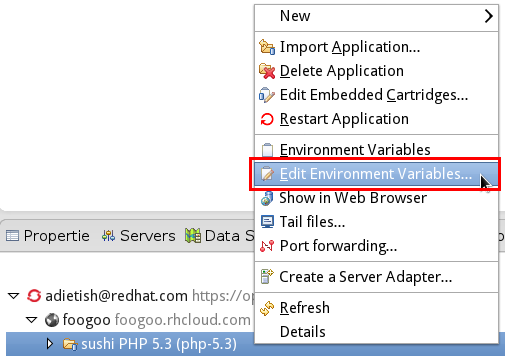 New
Import Application...
Delete Application
Edit Embedded Cartridges...
Restart Application
Environment Variables
Edit Environment Variables...
Show in Web Browser
Tail files...
Port forwarding...
Create a Server Adapter...
Refresh
Details
Propertie Servers Data S
adietish@redhat.com https://op
foogoo foogoo.rhcloud.com
sushi PHP 5.3 (php-5.3)